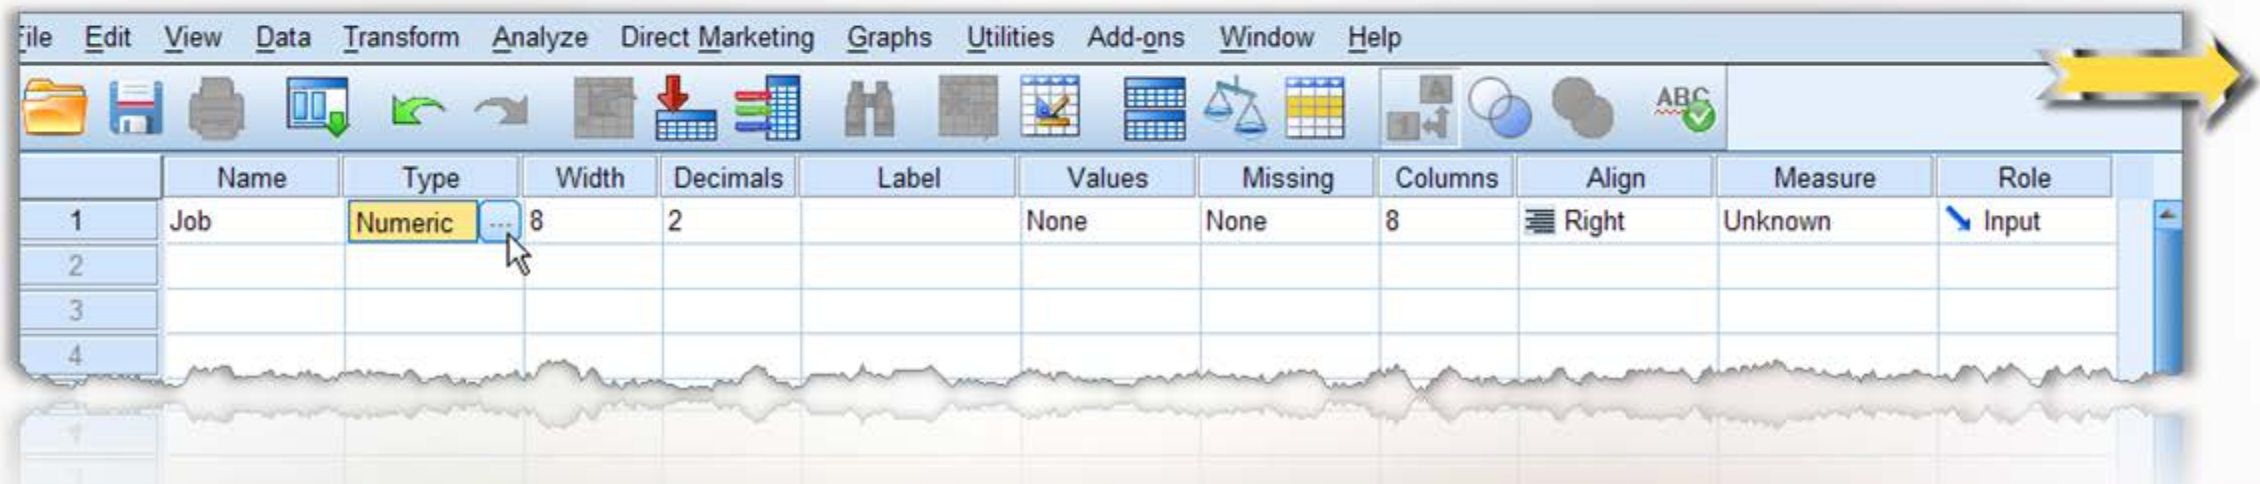 File Edit View Data Transform Analyze Direct Marketing Graphs Utilities Add-ons Window Help
A
1
ABC
Name Type Width Decimals Label Values Missing Columns Align Measure Role
1 Job Numeric ... 8 2 None None 8 Right Unknown Input
2
3
4